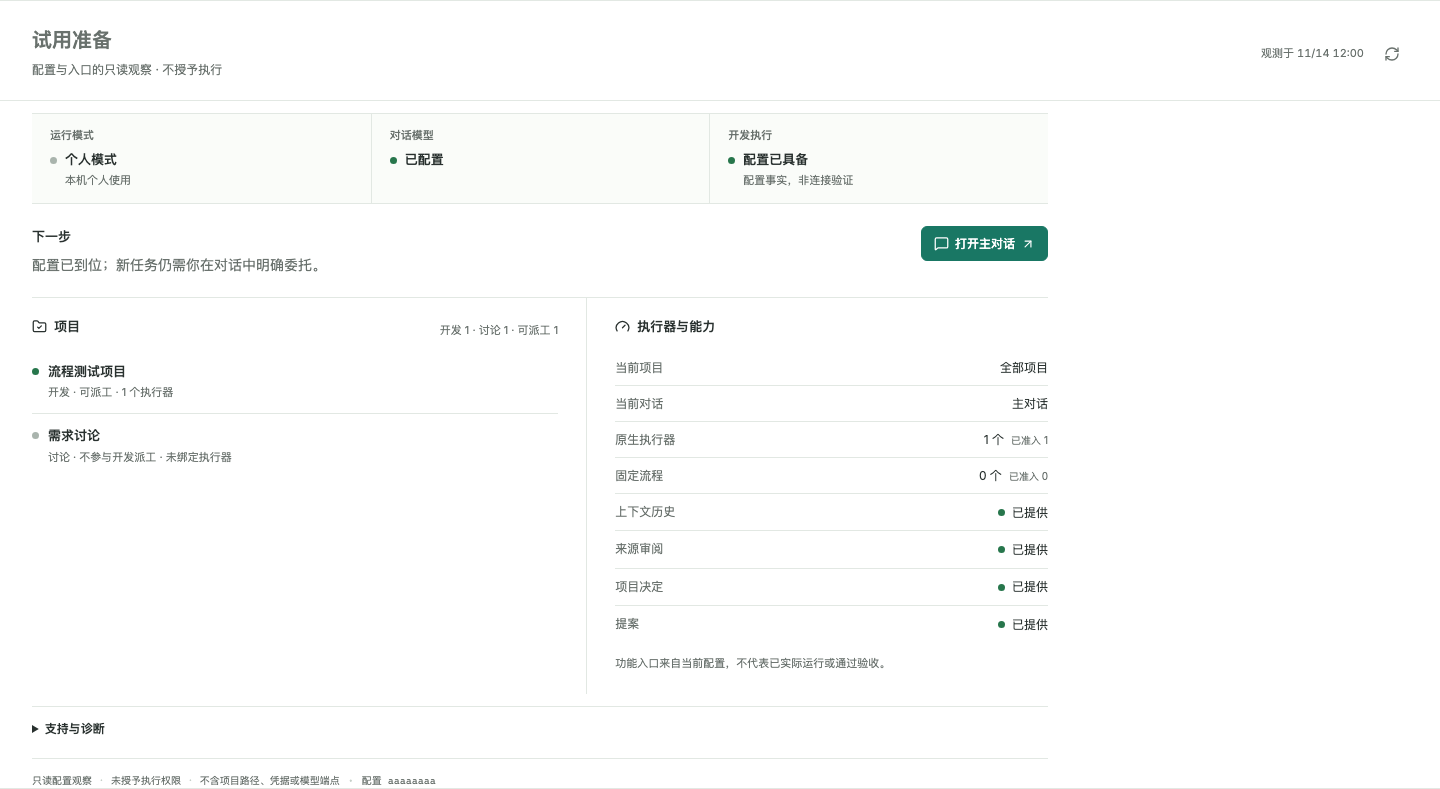 试用准备
配置与入口的只读观察 · 不授予执行
观测于 11/14 12:00
运行模式
个人模式
本机个人使用
对话模型
已配置
开发执行
配置已具备
配置事实，非连接验证
下一步
配置已到位；新任务仍需你在对话中明确委托。
打开主对话
项目
开发 1 · 讨论 1 · 可派工 1
流程测试项目
开发 · 可派工 · 1 个执行器
需求讨论
讨论 · 不参与开发派工 · 未绑定执行器
执行器与能力
当前项目 全部项目
当前对话 主对话
原生执行器 1 个 已准入 1
固定流程 0 个 已准入 0
上下文历史 已提供
来源审阅 已提供
项目决定 已提供
提案 已提供
功能入口来自当前配置，不代表已实际运行或通过验收。
支持与诊断
只读配置观察 · 未授予执行权限 · 不含项目路径、凭据或模型端点 · 配置 aaaaaaaa